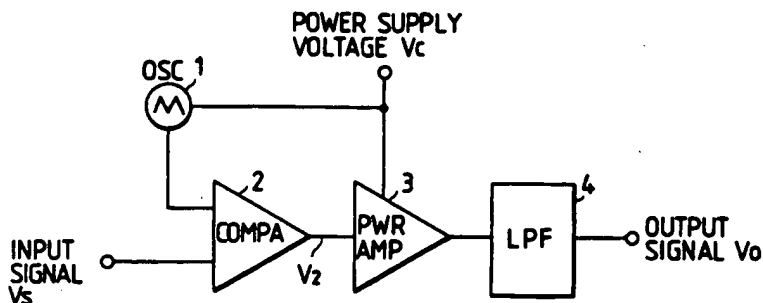 POWER SUPPLY
VOLTAGE Vc
OSC 1
2
COMPA
3
PWR
AMP
4
LPF
V2
INPUT
SIGNAL
Vs
OUTPUT
SIGNAL Vo